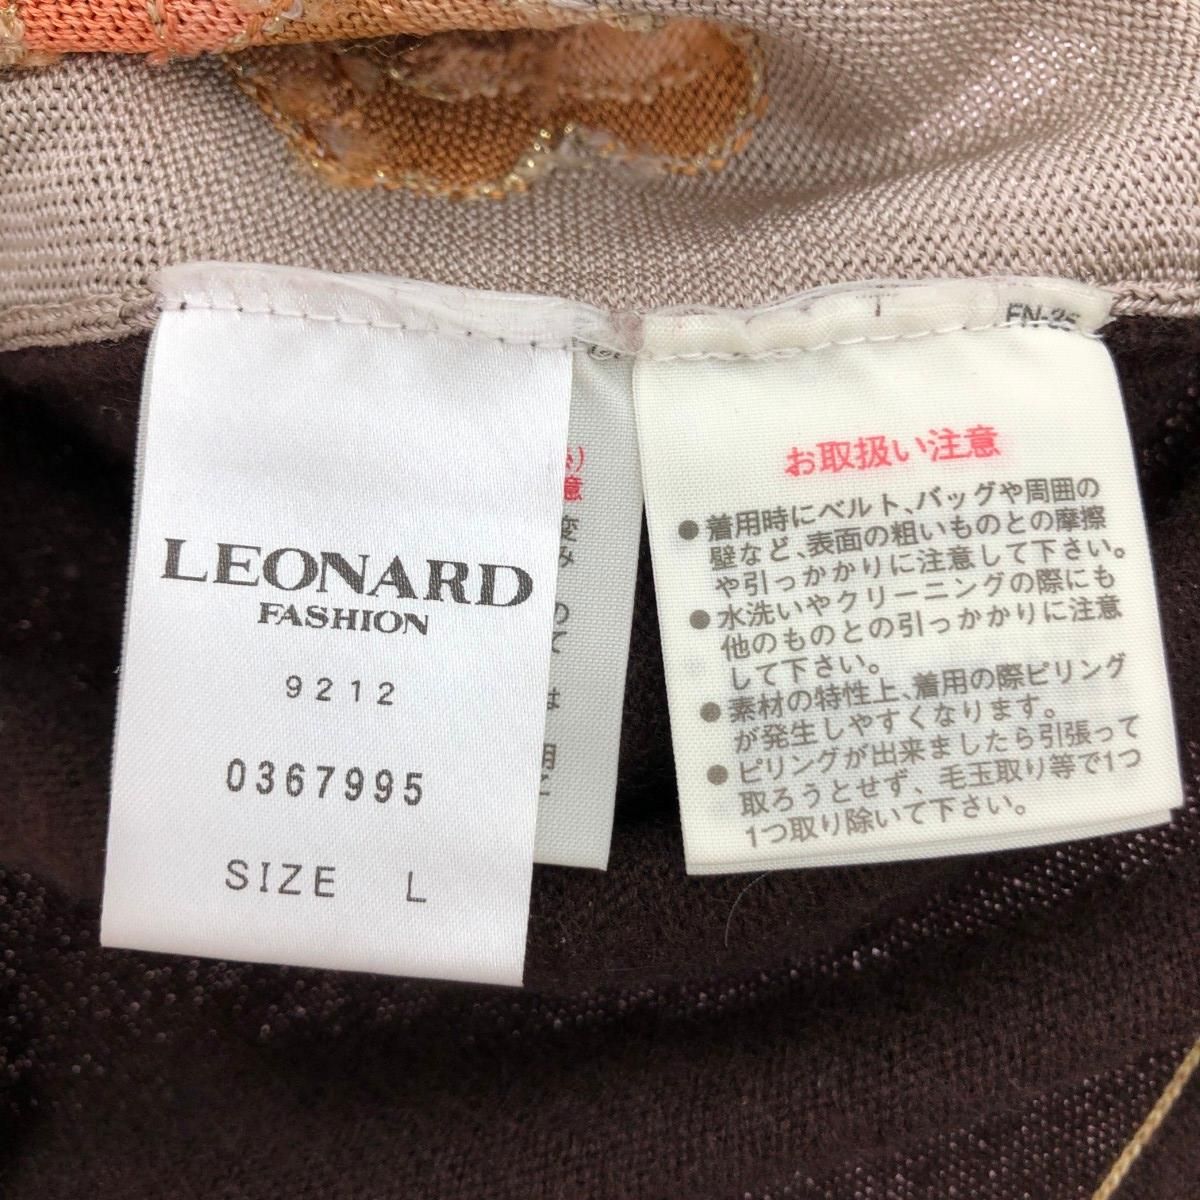 LEONARD
FASHION
9212
0367995
SIZE L
FN-35
お取扱い注意
●着用時にベルト、バッグや周囲の
壁など、表面の粗いものとの摩擦
や引っかかりに注意して下さい。
●水洗いやクリーニングの際にも
他のものとの引っかかりに注意
して下さい。
●素材の特性上、着用の際ピリング
が発生しやすくなります。
●ピリングが出来ましたら引張って
取ろうとせず、毛玉取り等で1つ
1つ取り除いて下さい。